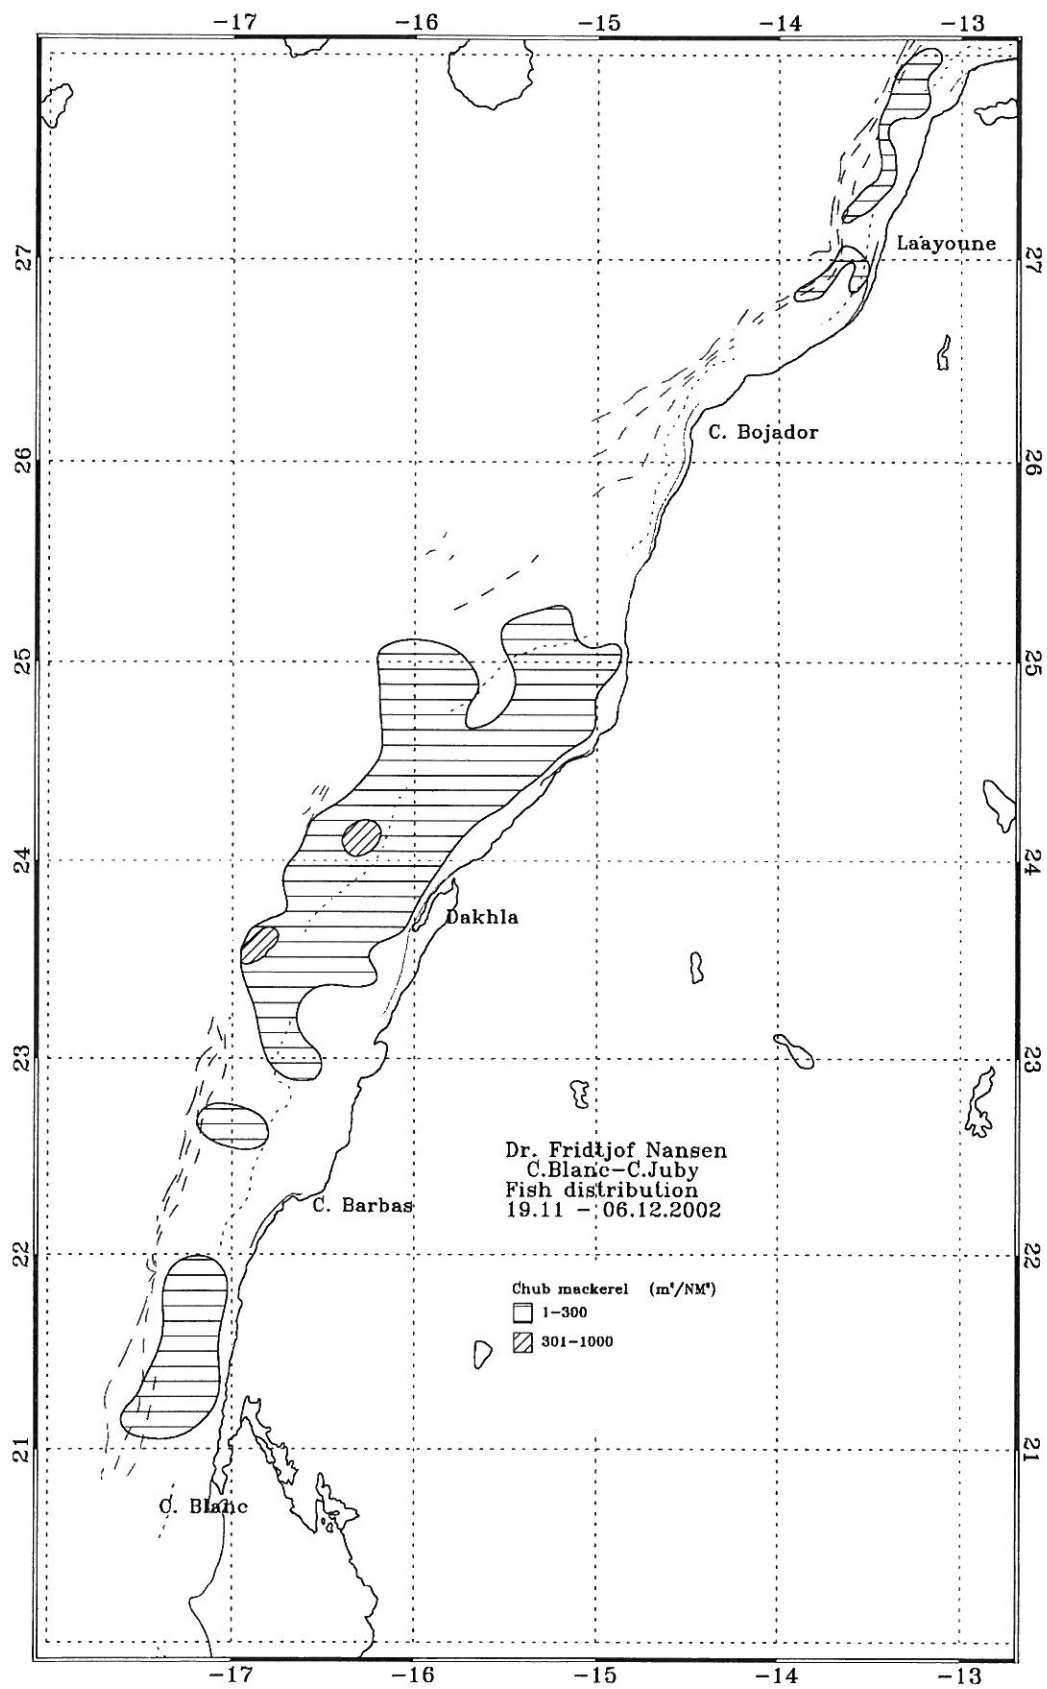 -17 -16 -15 -14 -13
Laayoune
27 27
C. Bojador
26 26
25 25
24 24
Dakhla
23 23
Dr. Fridtjof Nansen
C.Blanc-C.Juby
Fish distribution
19.11 - 06.12.2002
C. Barbas
22 22
Chub mackerel (m²/NM²)
1-300
301-1000
21 21
C. Blanc
-17 -16 -15 -14 -13